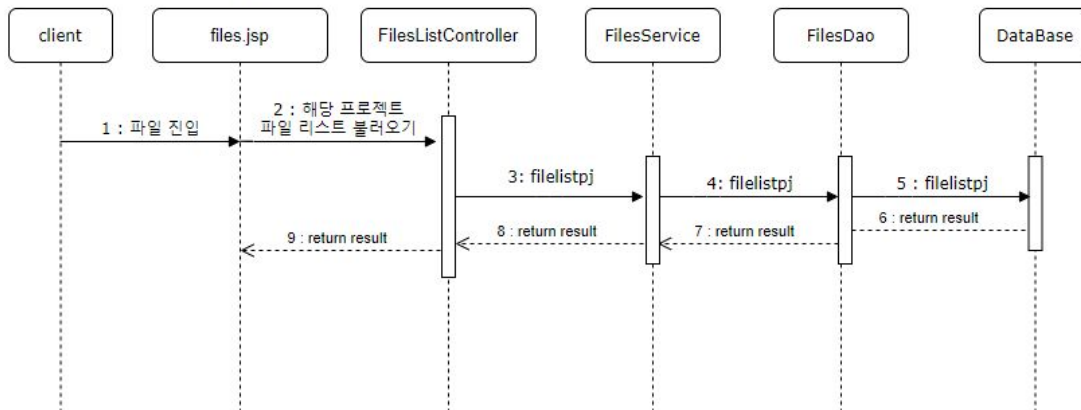 client
files.jsp
FilesListController
FilesService
FilesDao
DataBase
1 : 파일 진입
2 : 해당 프로젝트
파일 리스트 불러오기
3: filelistpj
4: filelistpj
5 : filelistpj
6 : return result
7 : return result
8 : return result
9 : return result